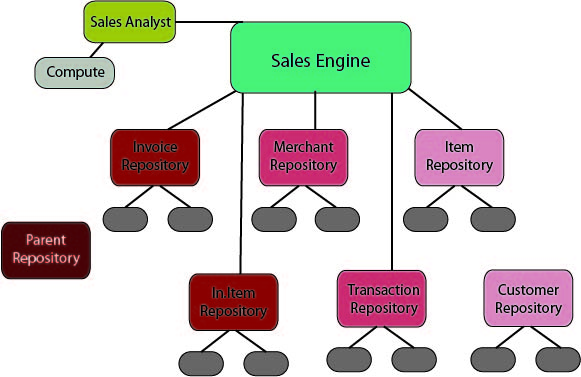 Sales Analyst
Compute
Sales Engine
Invoice
Repository
Merchant
Repository
Item
Repository
Parent
Repository
In.Item
Repository
Transaction
Repository
Customer
Repository